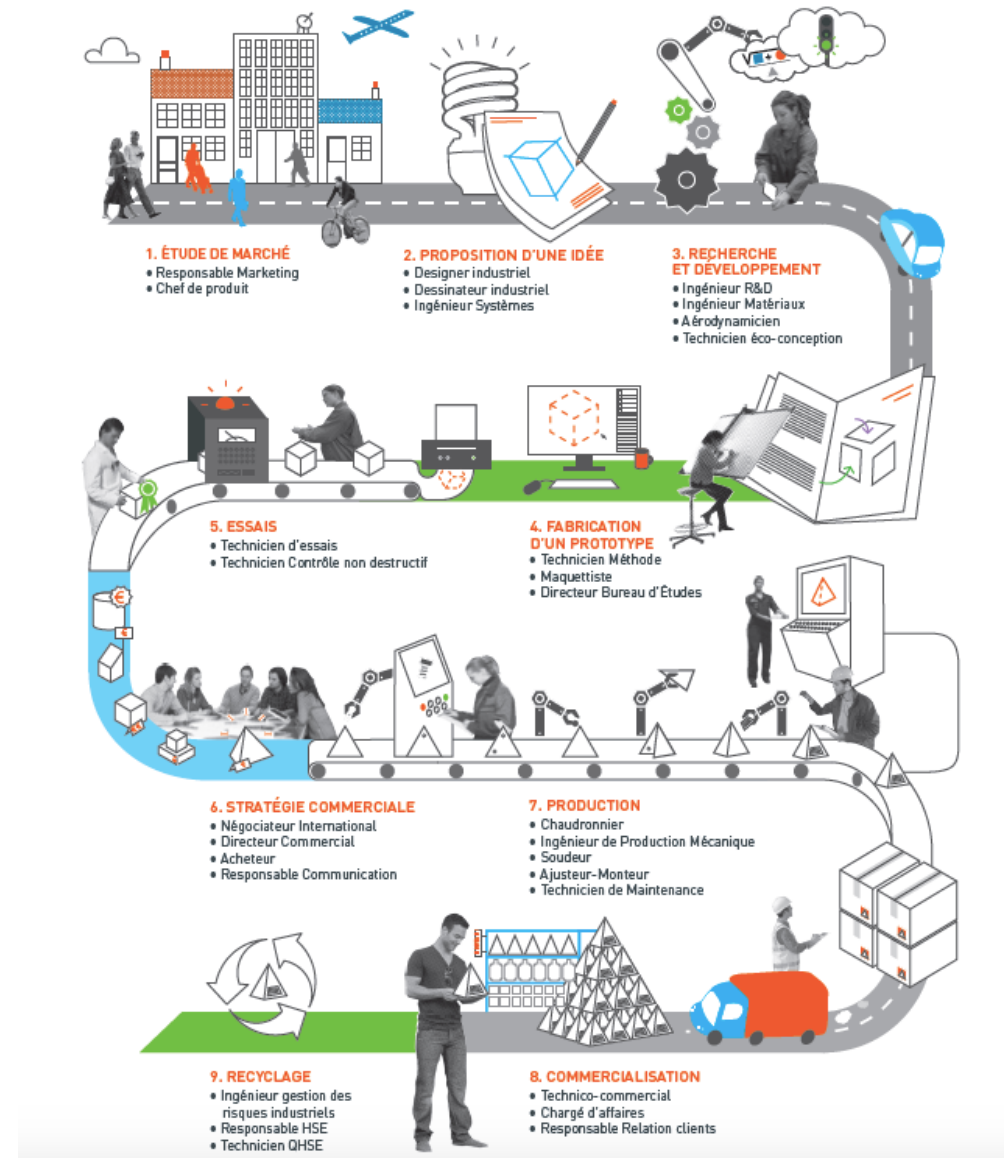 1. ÉTUDE DE MARCHÉ
• Responsable Marketing
• Chef de produit
2. PROPOSITION D'UNE IDÉE
• Designer industriel
• Dessinateur industriel
• Ingénieur Systèmes
3. RECHERCHE
ET DÉVELOPPEMENT
• Ingénieur R&D
• Ingénieur Matériaux
• Aérodynamicien
• Technicien éco-conception
4. FABRICATION
D'UN PROTOTYPE
• Technicien Méthode
• Maquettiste
• Directeur Bureau d'Études
5. ESSAIS
• Technicien d'essais
• Technicien Contrôle non destructif
€
6. STRATÉGIE COMMERCIALE
• Négociateur International
• Directeur Commercial
• Acheteur
• Responsable Communication
7. PRODUCTION
• Chaudronnier
• Ingénieur de Production Mécanique
• Soudeur
• Ajusteur-Monteur
• Technicien de Maintenance
8. COMMERCIALISATION
• Technico-commercial
• Chargé d'affaires
• Responsable Relation clients
9. RECYCLAGE
• Ingénieur gestion des
risques industriels
• Responsable HSE
• Technicien QHSE